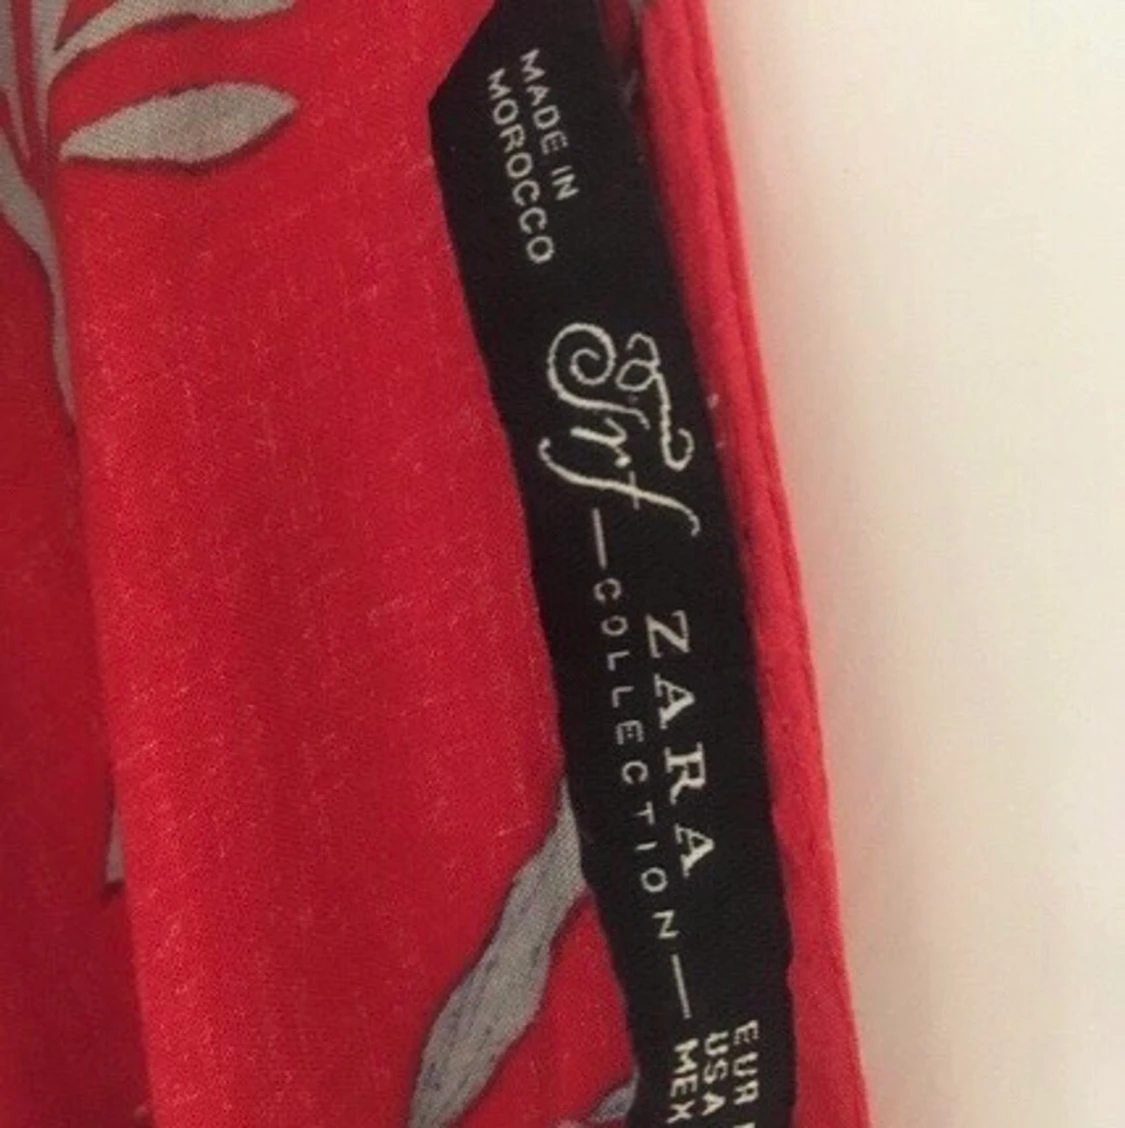 MADE IN
MOROCCO
Trf
ZARA
—COLLECTION—
EUR
USA
MEX